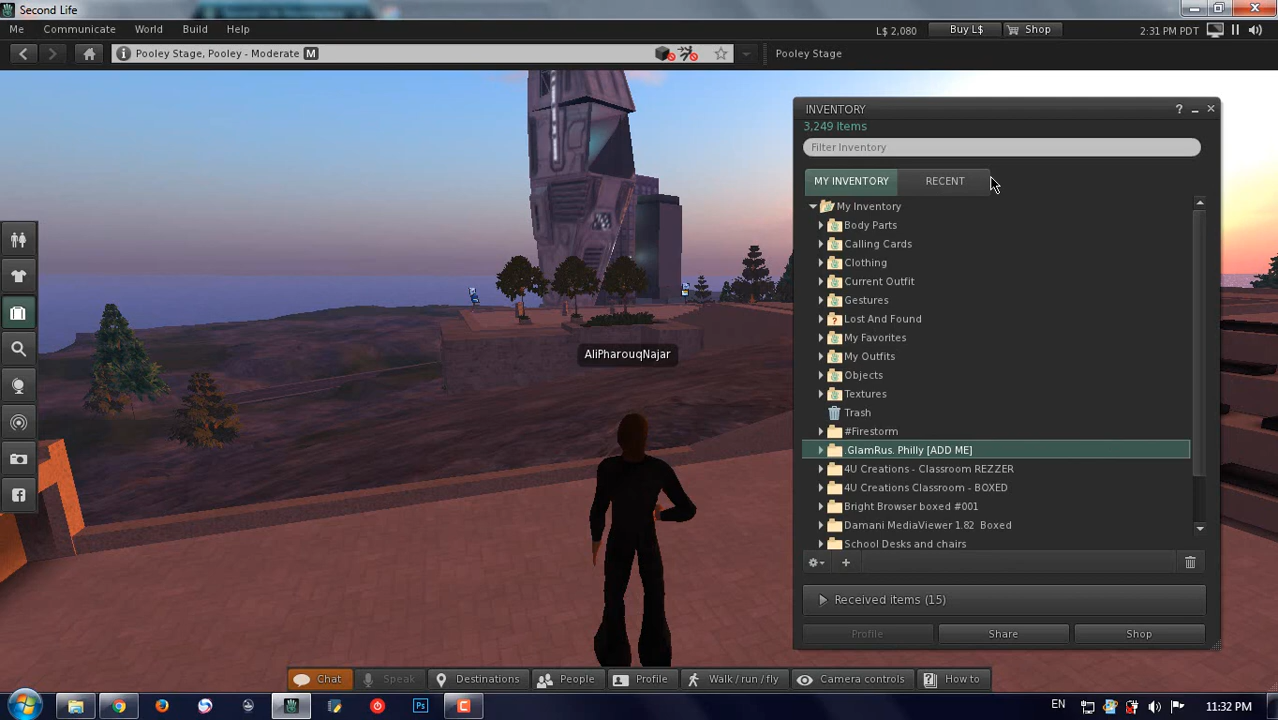 Second Life
Me Communicate World Build Help
L$ 2,080 Buy L$ Shop 2:31 PM PDT
Pooley Stage, Pooley - Moderate M
Pooley Stage
INVENTORY
3,249 Items
Filter Inventory
MY INVENTORY RECENT
My Inventory
Body Parts
Calling Cards
Clothing
Current Outfit
Gestures
Lost And Found
My Favorites
My Outfits
Objects
Textures
Trash
#Firestorm
.GlamRus. Philly [ADD ME]
4U Creations - Classroom REZZER
4U Creations Classroom - BOXED
Bright Browser boxed #001
Damani MediaViewer 1.82 Boxed
School Desks and chairs
Received items (15)
Profile Share Shop
AliPharouqNajar
Chat Speak Destinations People Profile Walk / run / fly Camera controls How to
EN 11:32 PM